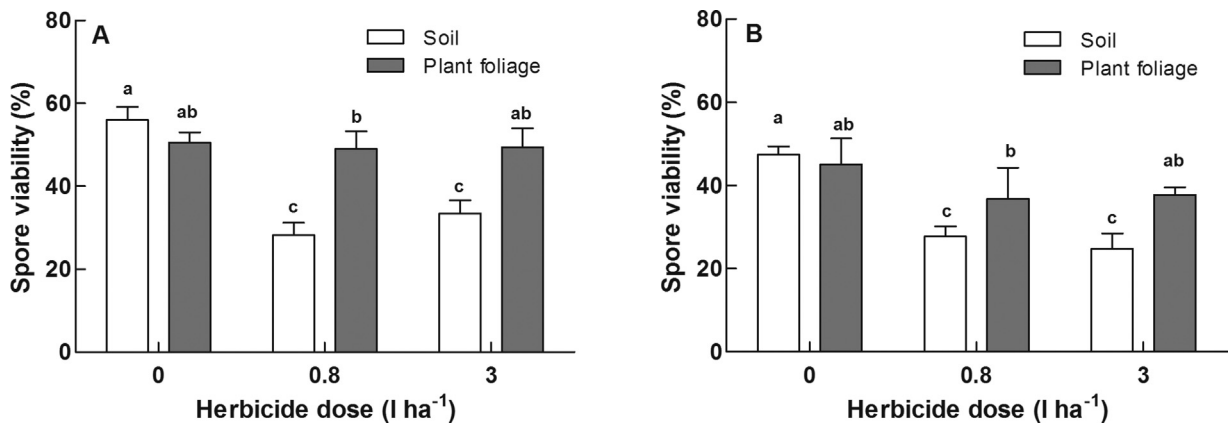 A
Soil
Plant foliage
Spore viability (%)
80
60
40
20
0
a
ab
c
b
c
ab
0
0.8
3
Herbicide dose (l ha⁻¹)
B
Soil
Plant foliage
Spore viability (%)
80
60
40
20
0
a
ab
c
b
c
ab
0
0.8
3
Herbicide dose (l ha⁻¹)